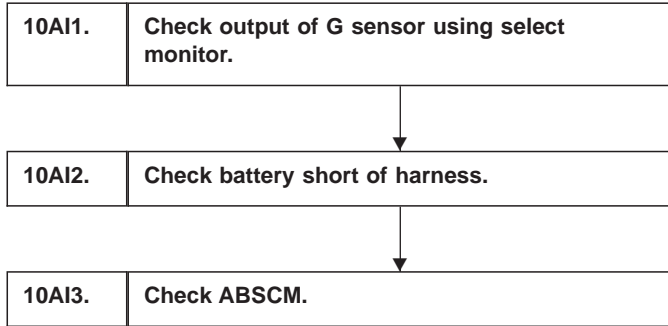 10AI1. Check output of G sensor using select
monitor.
10AI2. Check battery short of harness.
10AI3. Check ABSCM.